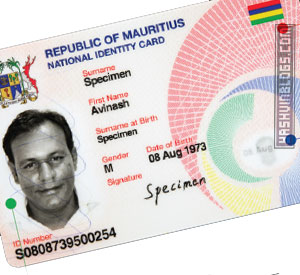 REPUBLIC OF MAURITIUS
NATIONAL IDENTITY CARD
Surname
Specimen
First Name
Avinash
Surname at Birth
Specimen
Gender
M
Date of Birth
08 Aug 1973
Signature
Specimen
ID Number
S0808739500254
YASHVINBLOGS.COM